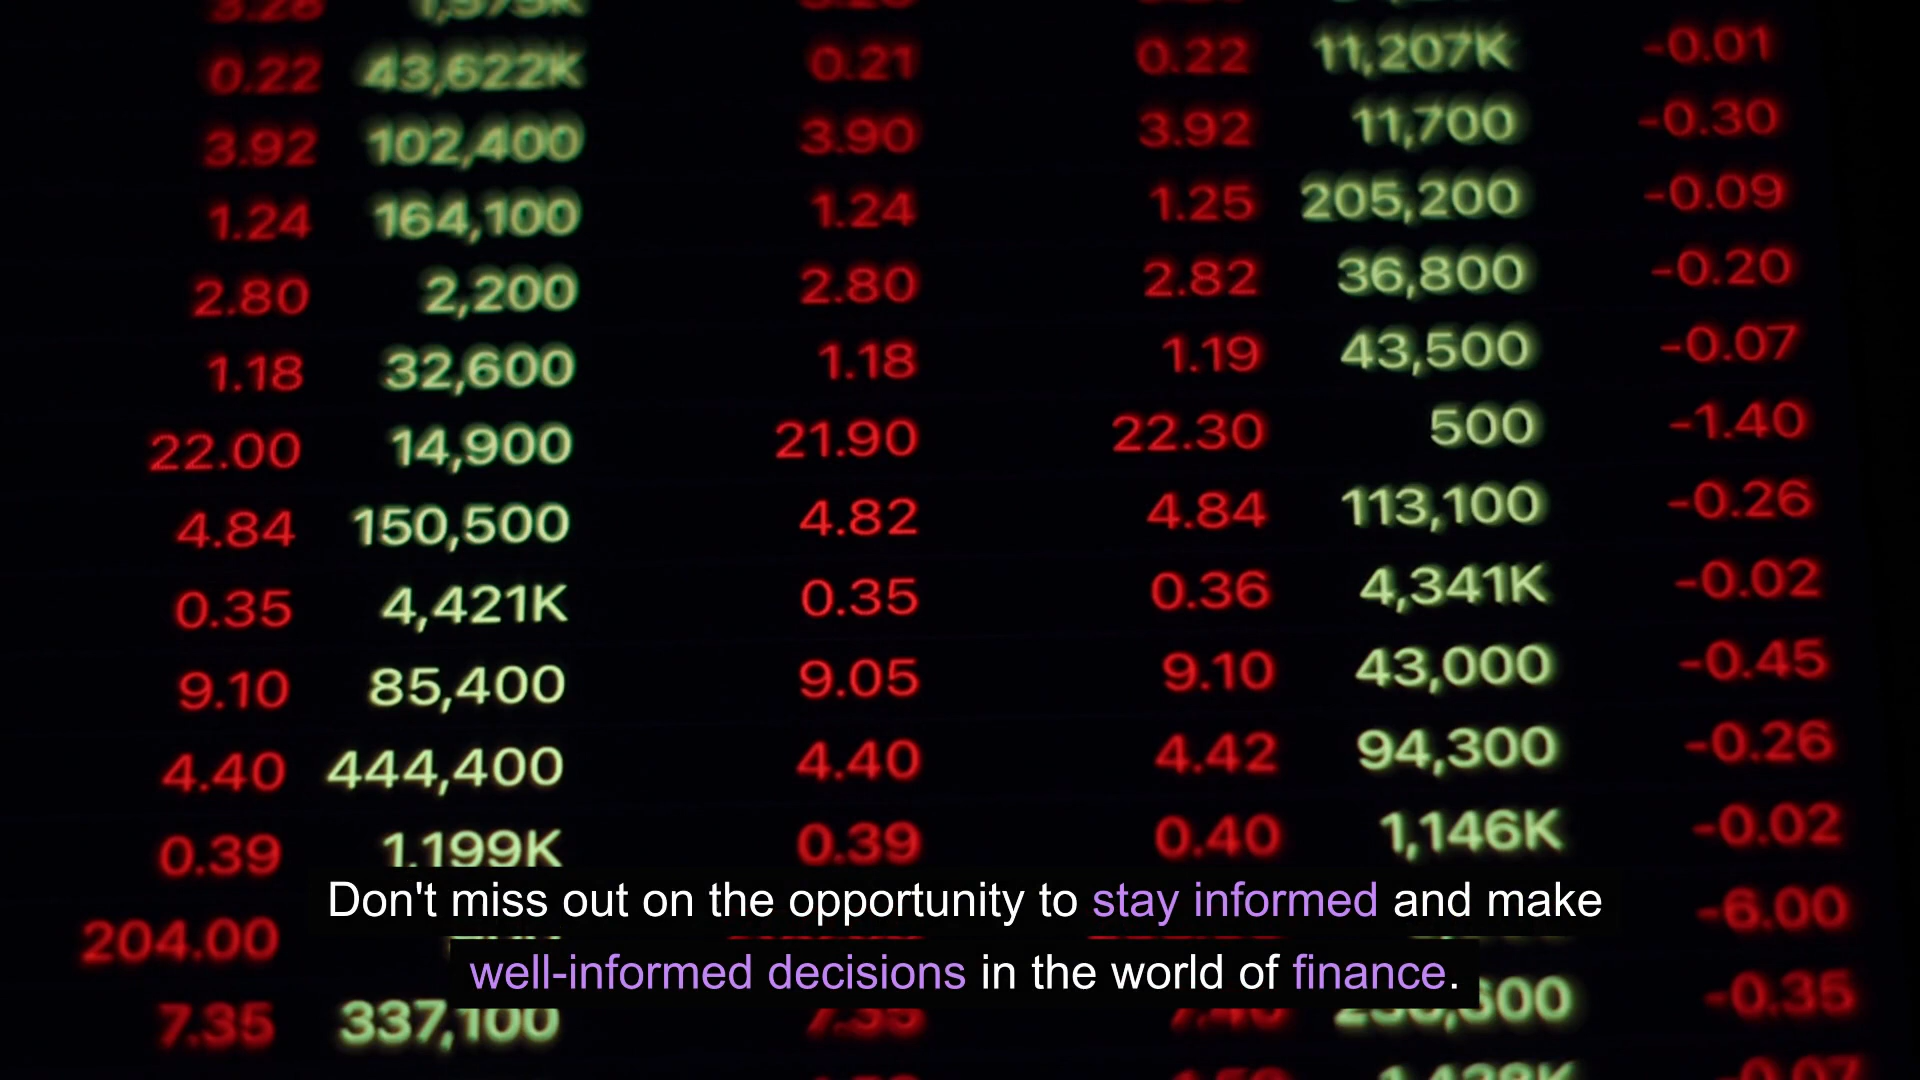 0.22 43,622K 0.21 0.22 11,207K -0.01
3.92 102,400 3.90 3.92 11,700 -0.30
1.24 164,100 1.24 1.25 205,200 -0.09
2.80 2,200 2.80 2.82 36,800 -0.20
1.18 32,600 1.18 1.19 43,500 -0.07
22.00 14,900 21.90 22.30 500 -1.40
4.84 150,500 4.82 4.84 113,100 -0.26
0.35 4,421K 0.35 0.36 4,341K -0.02
9.10 85,400 9.05 9.10 43,000 -0.45
4.40 444,400 4.40 4.42 94,300 -0.26
0.39 1,199K 0.39 0.40 1,146K -0.02
Don't miss out on the opportunity to stay informed and make
204.00 -6.00
well-informed decisions in the world of finance.
7.35 337,100 7.35 7.40 -0.35